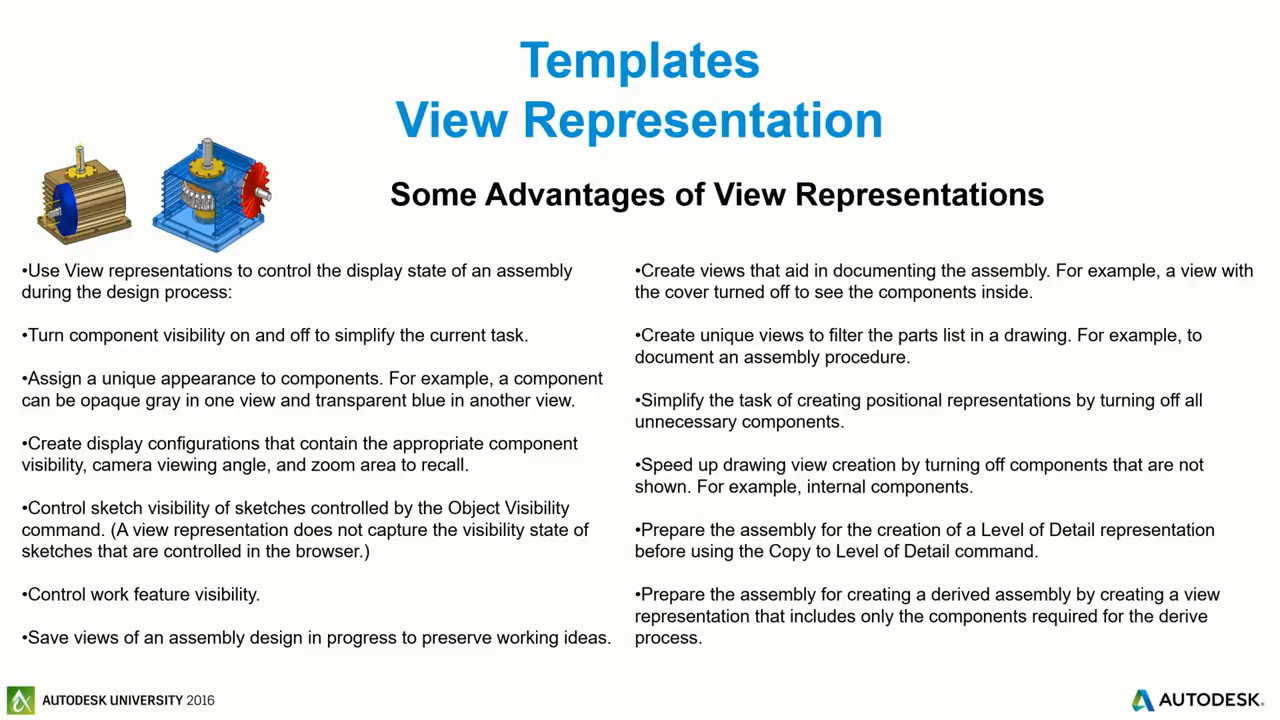 Templates
View Representation
Some Advantages of View Representations
•Use View representations to control the display state of an assembly
during the design process:
•Turn component visibility on and off to simplify the current task.
•Assign a unique appearance to components. For example, a component
can be opaque gray in one view and transparent blue in another view.
•Create display configurations that contain the appropriate component
visibility, camera viewing angle, and zoom area to recall.
•Control sketch visibility of sketches controlled by the Object Visibility
command. (A view representation does not capture the visibility state of
sketches that are controlled in the browser.)
•Control work feature visibility.
•Save views of an assembly design in progress to preserve working ideas.
•Create views that aid in documenting the assembly. For example, a view with
the cover turned off to see the components inside.
•Create unique views to filter the parts list in a drawing. For example, to
document an assembly procedure.
•Simplify the task of creating positional representations by turning off all
unnecessary components.
•Speed up drawing view creation by turning off components that are not
shown. For example, internal components.
•Prepare the assembly for the creation of a Level of Detail representation
before using the Copy to Level of Detail command.
•Prepare the assembly for creating a derived assembly by creating a view
representation that includes only the components required for the derive
process.
AUTODESK UNIVERSITY 2016
AUTODESK®